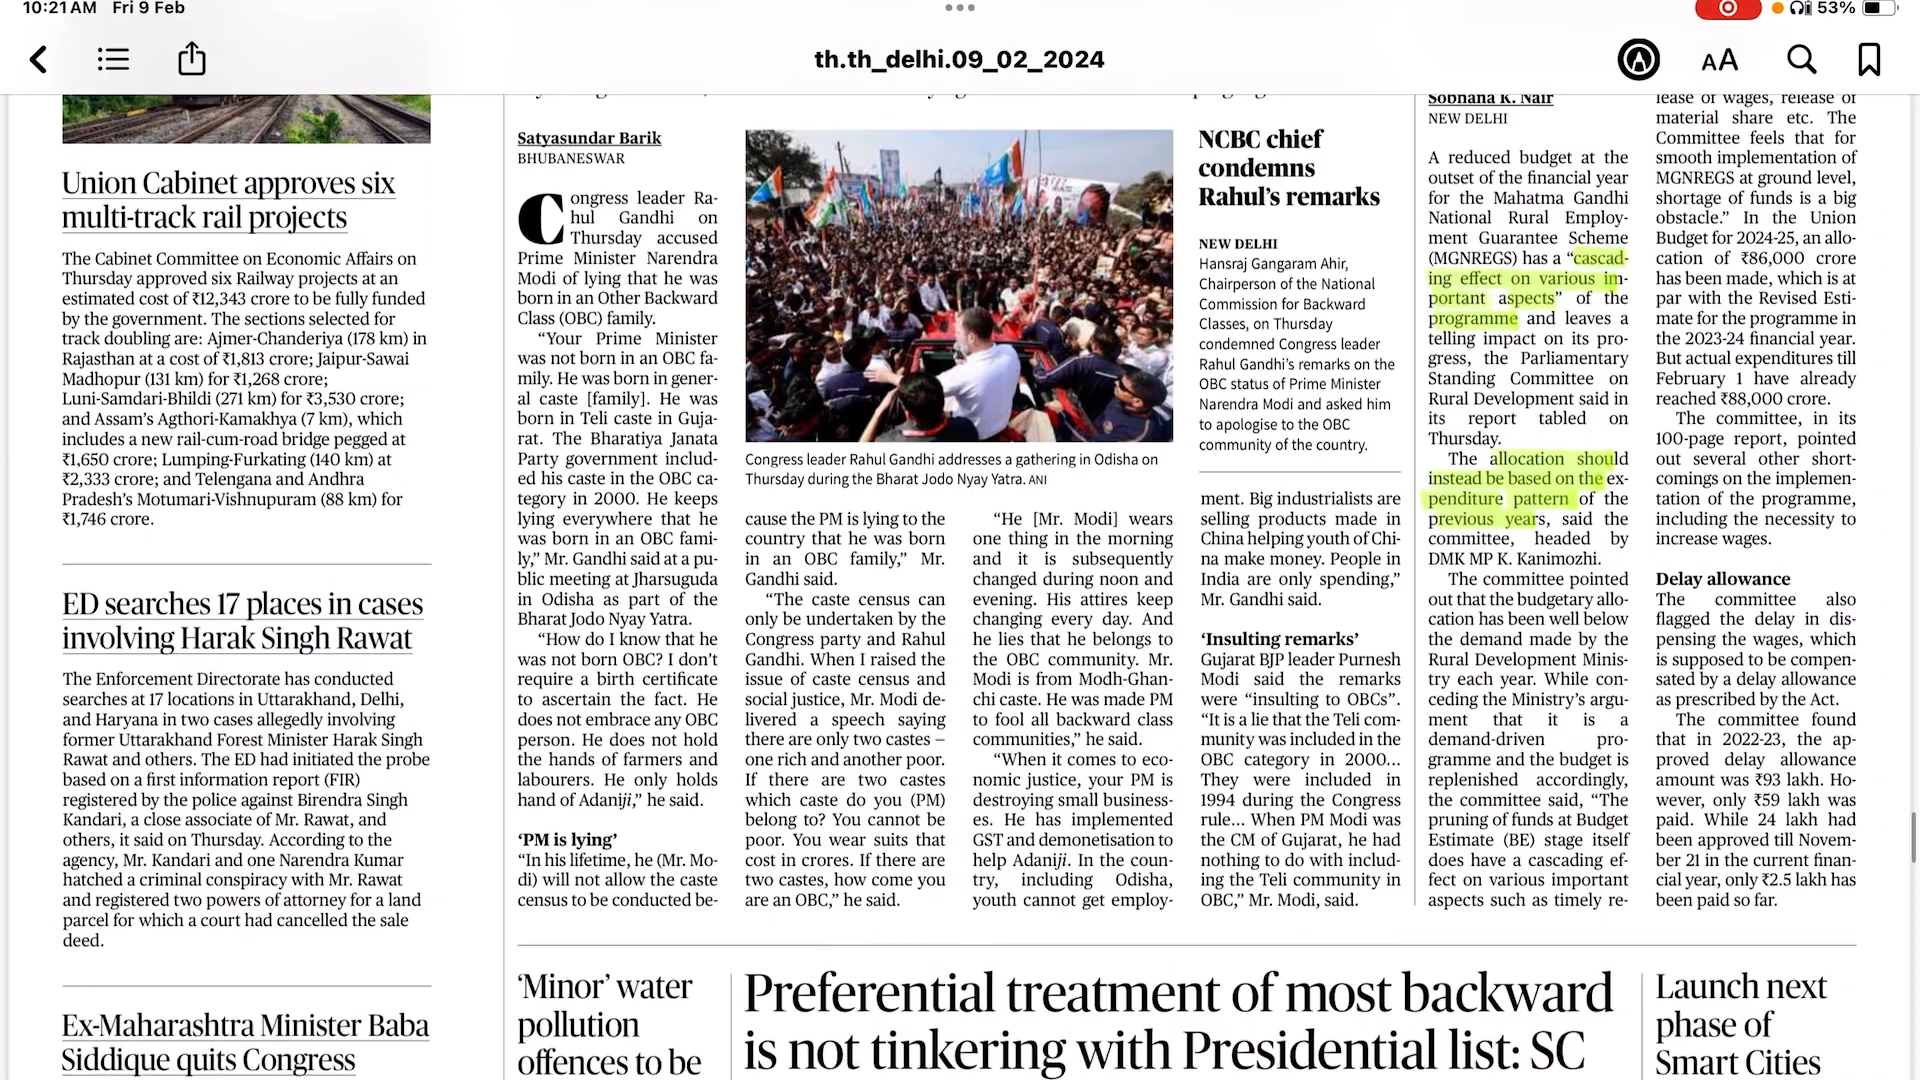 10:21 AM Fri 9 Feb
53%
th.th_delhi.09_02_2024
AA
Union Cabinet approves six
multi-track rail projects
The Cabinet Committee on Economic Affairs on
Thursday approved six Railway projects at an
estimated cost of ₹12,343 crore to be fully funded
by the government. The sections selected for
track doubling are: Ajmer-Chanderiya (178 km) in
Rajasthan at a cost of ₹1,813 crore; Jaipur-Sawai
Madhopur (131 km) for ₹1,268 crore;
Luni-Samdari-Bhildi (271 km) for ₹3,530 crore;
and Assam’s Agthori-Kamakhya (7 km), which
includes a new rail-cum-road bridge pegged at
₹1,650 crore; Lumping-Furkating (140 km) at
₹2,333 crore; and Telengana and Andhra
Pradesh’s Motumari-Vishnupuram (88 km) for
₹1,746 crore.
ED searches 17 places in cases
involving Harak Singh Rawat
The Enforcement Directorate has conducted
searches at 17 locations in Uttarakhand, Delhi,
and Haryana in two cases allegedly involving
former Uttarakhand Forest Minister Harak Singh
Rawat and others. The ED had initiated the probe
based on a first information report (FIR)
registered by the police against Birendra Singh
Kandari, a close associate of Mr. Rawat, and
others, it said on Thursday. According to the
agency, Mr. Kandari and one Narendra Kumar
hatched a criminal conspiracy with Mr. Rawat
and registered two powers of attorney for a land
parcel for which a court had cancelled the sale
deed.
Ex-Maharashtra Minister Baba
Siddique quits Congress
Satyasundar Barik
BHUBANESWAR
Congress leader Ra-
hul Gandhi on
Thursday accused
Prime Minister Narendra
Modi of lying that he was
born in an Other Backward
Class (OBC) family.
“Your Prime Minister
was not born in an OBC fa-
mily. He was born in gener-
al caste [family]. He was
born in Teli caste in Guja-
rat. The Bharatiya Janata
Party government includ-
ed his caste in the OBC ca-
tegory in 2000. He keeps
lying everywhere that he
was born in an OBC fami-
ly,” Mr. Gandhi said at a pu-
blic meeting at Jharsuguda
in Odisha as part of the
Bharat Jodo Nyay Yatra.
“How do I know that he
was not born OBC? I don’t
require a birth certificate
to ascertain the fact. He
does not embrace any OBC
person. He does not hold
the hands of farmers and
labourers. He only holds
hand of Adaniji,” he said.
‘PM is lying’
“In his lifetime, he (Mr. Mo-
di) will not allow the caste
census to be conducted be-
Congress leader Rahul Gandhi addresses a gathering in Odisha on
Thursday during the Bharat Jodo Nyay Yatra. ANI
cause the PM is lying to the
country that he was born
in an OBC family,” Mr.
Gandhi said.
“The caste census can
only be undertaken by the
Congress party and Rahul
Gandhi. When I raised the
issue of caste census and
social justice, Mr. Modi de-
livered a speech saying
there are only two castes –
one rich and another poor.
If there are two castes
which caste do you (PM)
belong to? You cannot be
poor. You wear suits that
cost in crores. If there are
two castes, how come you
are an OBC,” he said.
“He [Mr. Modi] wears
one thing in the morning
and it is subsequently
changed during noon and
evening. His attires keep
changing every day. And
he lies that he belongs to
the OBC community. Mr.
Modi is from Modh-Ghan-
chi caste. He was made PM
to fool all backward class
communities,” he said.
“When it comes to eco-
nomic justice, your PM is
destroying small business-
es. He has implemented
GST and demonetisation to
help Adaniji. In the coun-
try, including Odisha,
youth cannot get employ-
NCBC chief
condemns
Rahul’s remarks
NEW DELHI
Hansraj Gangaram Ahir,
Chairperson of the National
Commission for Backward
Classes, on Thursday
condemned Congress leader
Rahul Gandhi’s remarks on the
OBC status of Prime Minister
Narendra Modi and asked him
to apologise to the OBC
community of the country.
ment. Big industrialists are
selling products made in
China helping youth of Chi-
na make money. People in
India are only spending,”
Mr. Gandhi said.
‘Insulting remarks’
Gujarat BJP leader Purnesh
Modi said the remarks
were “insulting to OBCs”.
“It is a lie that the Teli com-
munity was included in the
OBC category in 2000...
They were included in
1994 during the Congress
rule... When PM Modi was
the CM of Gujarat, he had
nothing to do with includ-
ing the Teli community in
OBC,” Mr. Modi, said.
Sobhana K. Nair
NEW DELHI
A reduced budget at the
outset of the financial year
for the Mahatma Gandhi
National Rural Employ-
ment Guarantee Scheme
(MGNREGS) has a “cascad-
ing effect on various im-
portant aspects” of the
programme and leaves a
telling impact on its pro-
gress, the Parliamentary
Standing Committee on
Rural Development said in
its report tabled on
Thursday.
The allocation should
instead be based on the ex-
penditure pattern of the
previous years, said the
committee, headed by
DMK MP K. Kanimozhi.
The committee pointed
out that the budgetary allo-
cation has been well below
the demand made by the
Rural Development Minis-
try each year. While con-
ceding the Ministry’s argu-
ment that it is a
demand-driven pro-
gramme and the budget is
replenished accordingly,
the committee said, “The
pruning of funds at Budget
Estimate (BE) stage itself
does have a cascading ef-
fect on various important
aspects such as timely re-
lease of wages, release of
material share etc. The
Committee feels that for
smooth implementation of
MGNREGS at ground level,
shortage of funds is a big
obstacle.” In the Union
Budget for 2024-25, an allo-
cation of ₹86,000 crore
has been made, which is at
par with the Revised Esti-
mate for the programme in
the 2023-24 financial year.
But actual expenditures till
February 1 have already
reached ₹88,000 crore.
The committee, in its
100-page report, pointed
out several other short-
comings on the implemen-
tation of the programme,
including the necessity to
increase wages.
Delay allowance
The committee also
flagged the delay in dis-
pensing the wages, which
is supposed to be compen-
sated by a delay allowance
as prescribed by the Act.
The committee found
that in 2022-23, the ap-
proved delay allowance
amount was ₹93 lakh. Ho-
wever, only ₹59 lakh was
paid. While 24 lakh had
been approved till Novem-
ber 21 in the current finan-
cial year, only ₹2.5 lakh has
been paid so far.
‘Minor’ water
pollution
offences to be
Preferential treatment of most backward
is not tinkering with Presidential list: SC
Launch next
phase of
Smart Cities